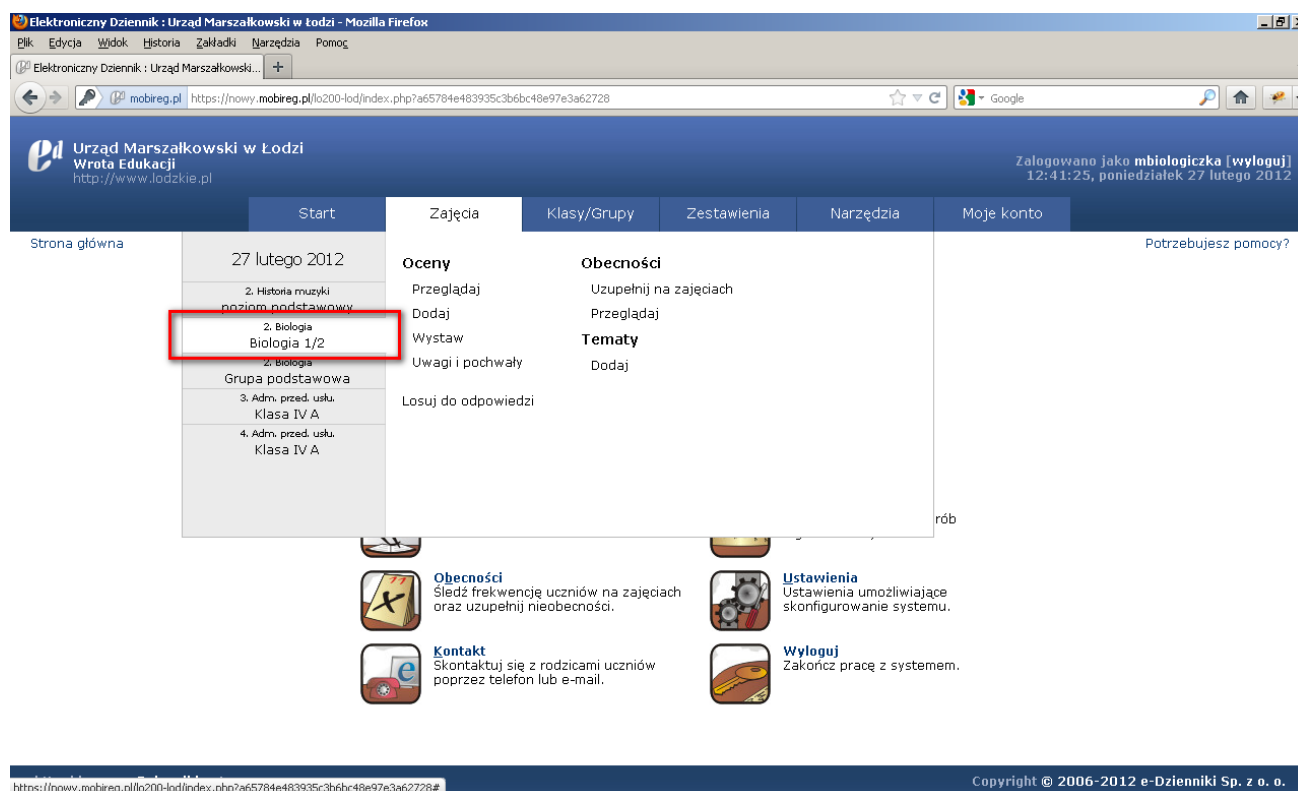 Elektroniczny Dziennik : Urząd Marszałkowski w Łodzi - Mozilla Firefox
Plik Edycja Widok Historia Zakładki Narzędzia Pomoc
Elektroniczny Dziennik : Urząd Marszałkowski... +
mobireg.pl https://nowy.mobireg.pl/lo200-lod/index.php?a65784e483935c3b6bc48e97e3a62728 Google
Urząd Marszałkowski w Łodzi
Wrota Edukacji
http://www.lodzkie.pl
Zalogowano jako mbiologiczka [wyloguj]
12:41:25, poniedziałek 27 lutego 2012
Start Zajęcia Klasy/Grupy Zestawienia Narzędzia Moje konto
Strona główna
Potrzebujesz pomocy?
27 lutego 2012
2. Historia muzyki
poziom podstawowy
2. Biologia
Biologia 1/2
2. Biologia
Grupa podstawowa
3. Adm. przed. usłu.
Klasa IV A
4. Adm. przed. usłu.
Klasa IV A
Oceny
Przeglądaj
Dodaj
Wystaw
Uwagi i pochwały
Losuj do odpowiedzi
Obecności
Uzupełnij na zajęciach
Przeglądaj
Tematy
Dodaj
rób
Obecności
Śledź frekwencję uczniów na zajęciach
oraz uzupełnij nieobecności.
Ustawienia
Ustawienia umożliwiające
skonfigurowanie systemu.
Kontakt
Skontaktuj się z rodzicami uczniów
poprzez telefon lub e-mail.
Wyloguj
Zakończ pracę z systemem.
https://nowy.mobireg.pl/lo200-lod/index.php?a65784e483935c3b6bc48e97e3a62728#
Copyright © 2006-2012 e-Dzienniki Sp. z o. o.